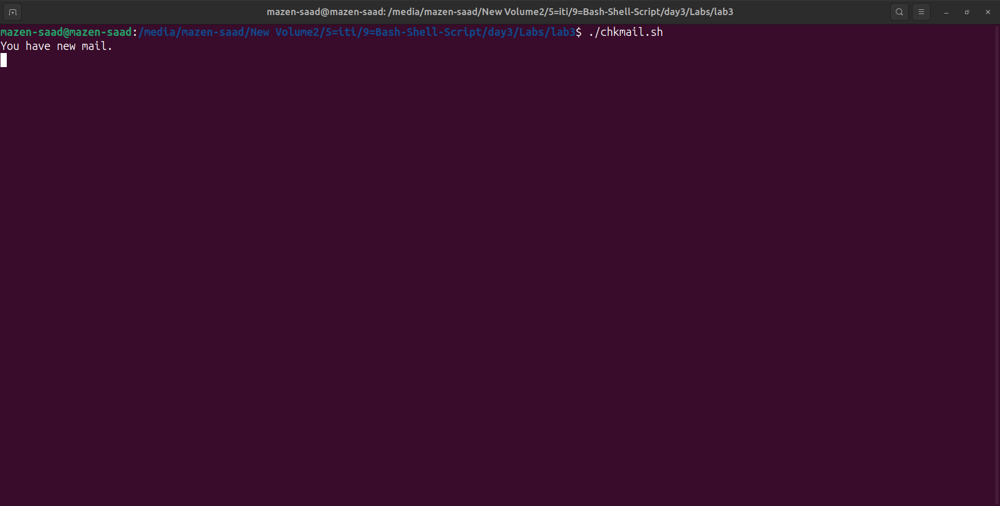 mazen-saad@mazen-saad: /media/mazen-saad/New Volume2/5=iti/9=Bash-Shell-Script/day3/Labs/lab3
mazen-saad@mazen-saad:/media/mazen-saad/New Volume2/5=iti/9=Bash-Shell-Script/day3/Labs/lab3$ ./chkmail.sh
You have new mail.